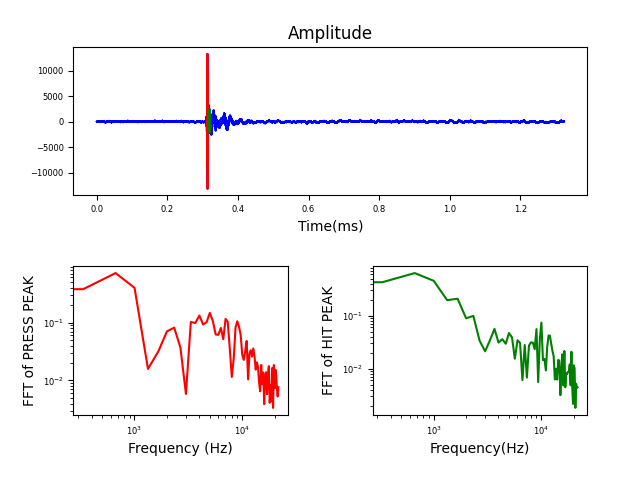 Amplitude
10000
5000
0
−5000
−10000
0.0 0.2 0.4 0.6 0.8 1.0 1.2
Time(ms)
FFT of PRESS PEAK
10⁻¹
10⁻²
10³ 10⁴
Frequency (Hz)
FFT of HIT PEAK
10⁻¹
10⁻²
10³ 10⁴
Frequency(Hz)